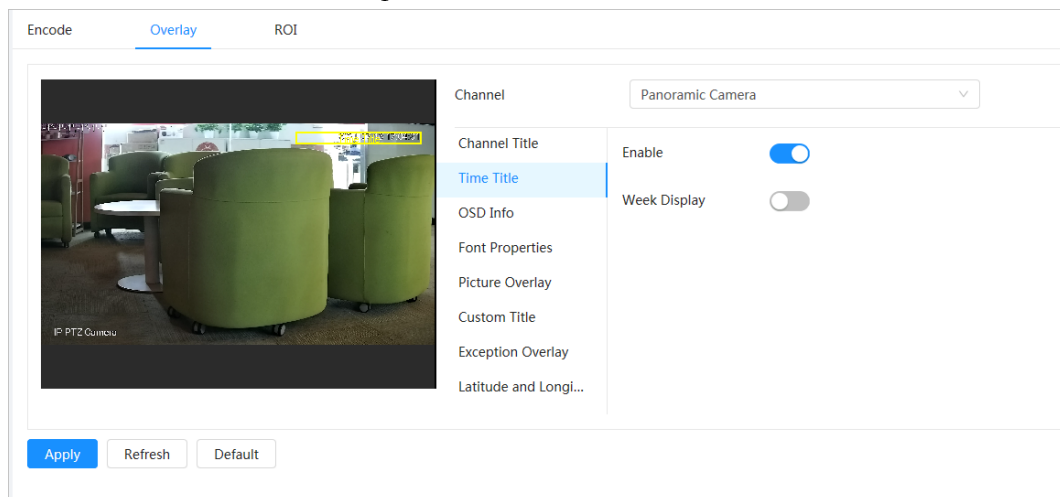 Encode Overlay ROI
Channel Panoramic Camera
Channel Title
Enable
Time Title
Week Display
OSD Info
Font Properties
Picture Overlay
Custom Title
IP PTZ Camera
Exception Overlay
Latitude and Longi...
Apply Refresh Default